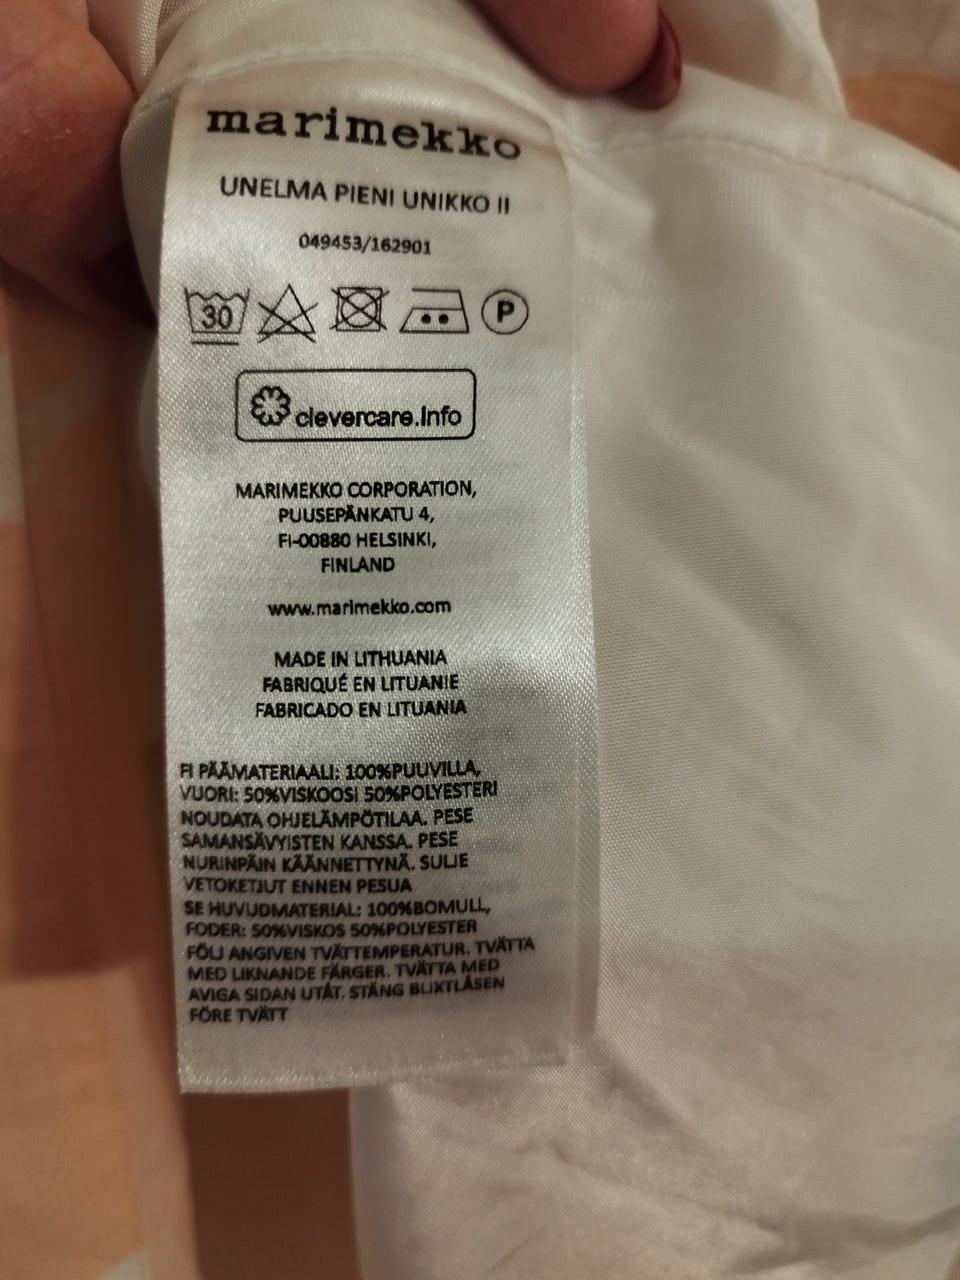 marimekko
UNELMA PIENI UNIKKO II
049453/162901
30 P
clevercare.info
MARIMEKKO CORPORATION,
PUUSEPÄNKATU 4,
FI-00880 HELSINKI,
FINLAND
www.marimekko.com
MADE IN LITHUANIA
FABRIQUÉ EN LITUANIE
FABRICADO EN LITUANIA
FI PÄÄMATERIAALI: 100%PUUVILLA,
VUORI: 50%VISKOOSI 50%POLYESTERI
NOUDATA OHJELÄMPÖTILAA. PESE
SAMANSÄVYISTEN KANSSA. PESE
NURINPÄIN KÄÄNNETTYNÄ. SULJE
VETOKETJUT ENNEN PESUA
SE HUVUDMATERIAL: 100%BOMULL,
FODER: 50%VISKOS 50%POLYESTER
FÖLJ ANGIVEN TVÄTTEMPERATUR. TVÄTTA
MED LIKNANDE FÄRGER. TVÄTTA MED
AVIGA SIDAN UTÅT. STÄNG BLIXTLÅSEN
FÖRE TVÄTT